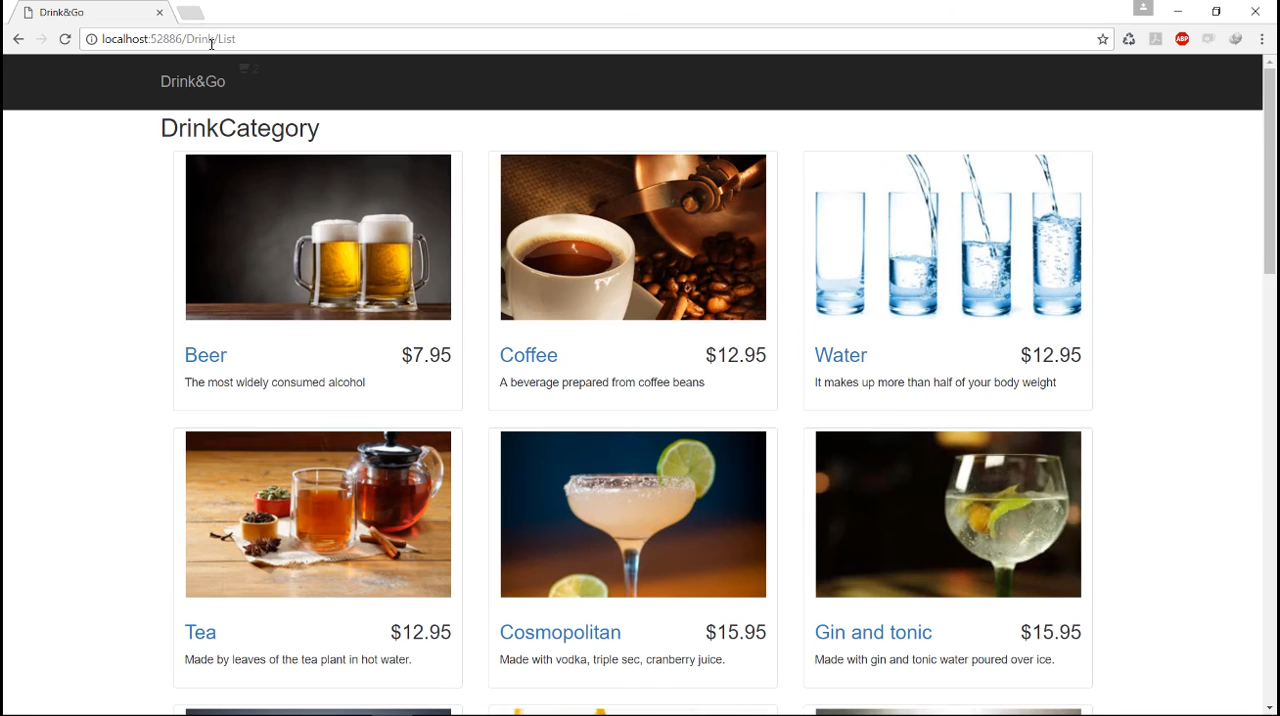 Drink&Go
localhost:52886/Drink/List
ABP
Drink&Go
2
DrinkCategory
Beer $7.95
The most widely consumed alcohol
Coffee $12.95
A beverage prepared from coffee beans
Water $12.95
It makes up more than half of your body weight
Tea $12.95
Made by leaves of the tea plant in hot water.
Cosmopolitan $15.95
Made with vodka, triple sec, cranberry juice.
Gin and tonic $15.95
Made with gin and tonic water poured over ice.